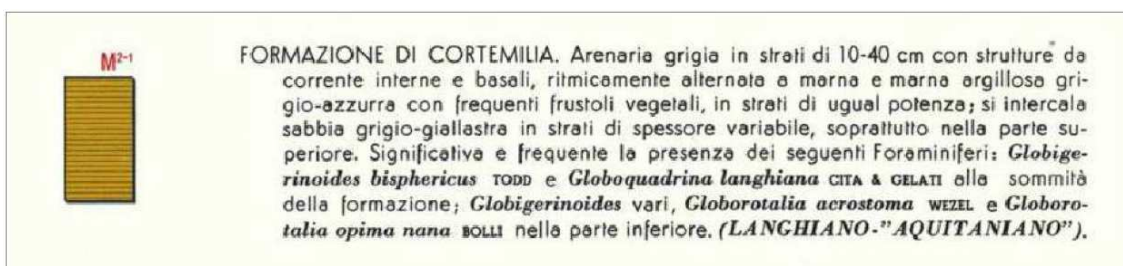 M²⁻¹
FORMAZIONE DI CORTEMILIA. Arenaria grigia in strati di 10-40 cm con strutture da
corrente interne e basali, ritmicamente alternata a marna e marna argillosa gri-
gio-azzurra con frequenti frustoli vegetali, in strati di ugual potenza; si intercala
sabbia grigio-giallastra in strati di spessore variabile, soprattutto nella parte su-
periore. Significativa e frequente la presenza dei seguenti Foraminiferi: Globige-
rinoides bisphericus TODD e Globoquadrina langhiana CITA & GELATI alla sommità
della formazione; Globigerinoides vari, Globorotalia acrostoma WEZEL e Globoro-
talia opima nana BOLLI nella parte inferiore. (LANGHIANO-"AQUITANIANO").